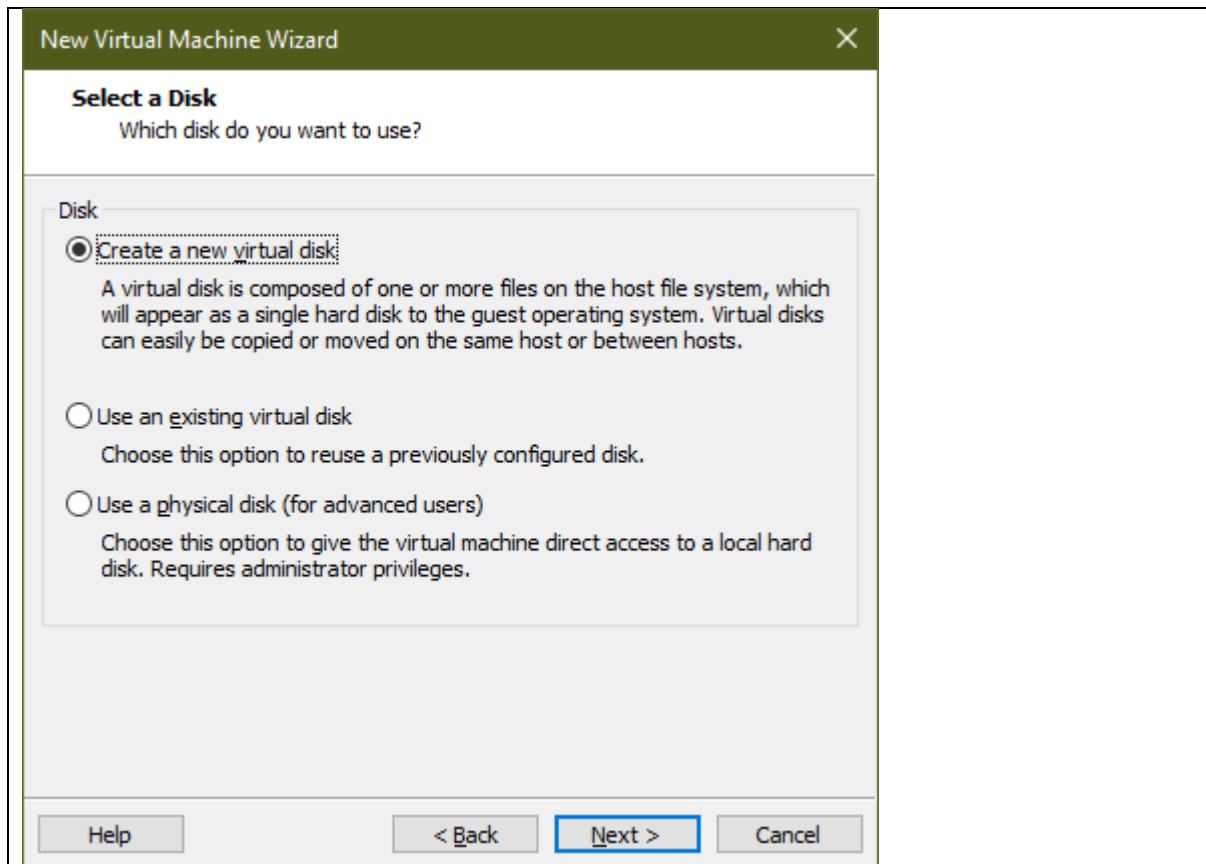 New Virtual Machine Wizard
Select a Disk
Which disk do you want to use?
Disk
Create a new virtual disk
A virtual disk is composed of one or more files on the host file system, which
will appear as a single hard disk to the guest operating system. Virtual disks
can easily be copied or moved on the same host or between hosts.
Use an existing virtual disk
Choose this option to reuse a previously configured disk.
Use a physical disk (for advanced users)
Choose this option to give the virtual machine direct access to a local hard
disk. Requires administrator privileges.
Help < Back Next > Cancel